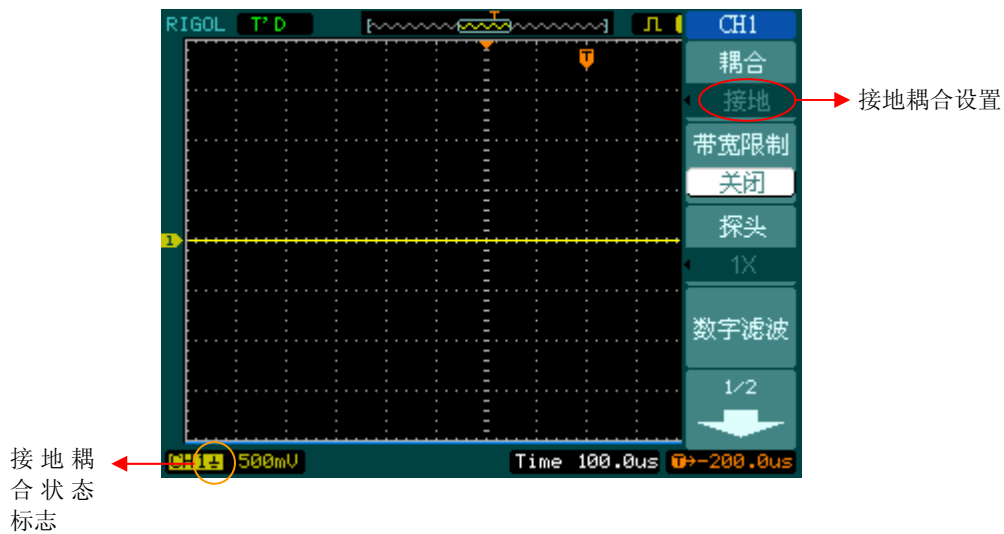 RIGOL T'D T CH1
耦合
接地
接地耦合设置
带宽限制
关闭
T
探头
1X
1
数字滤波
1/2
CH1 500mV Time 100.0us T→-200.0us
接地耦
合状态
标志